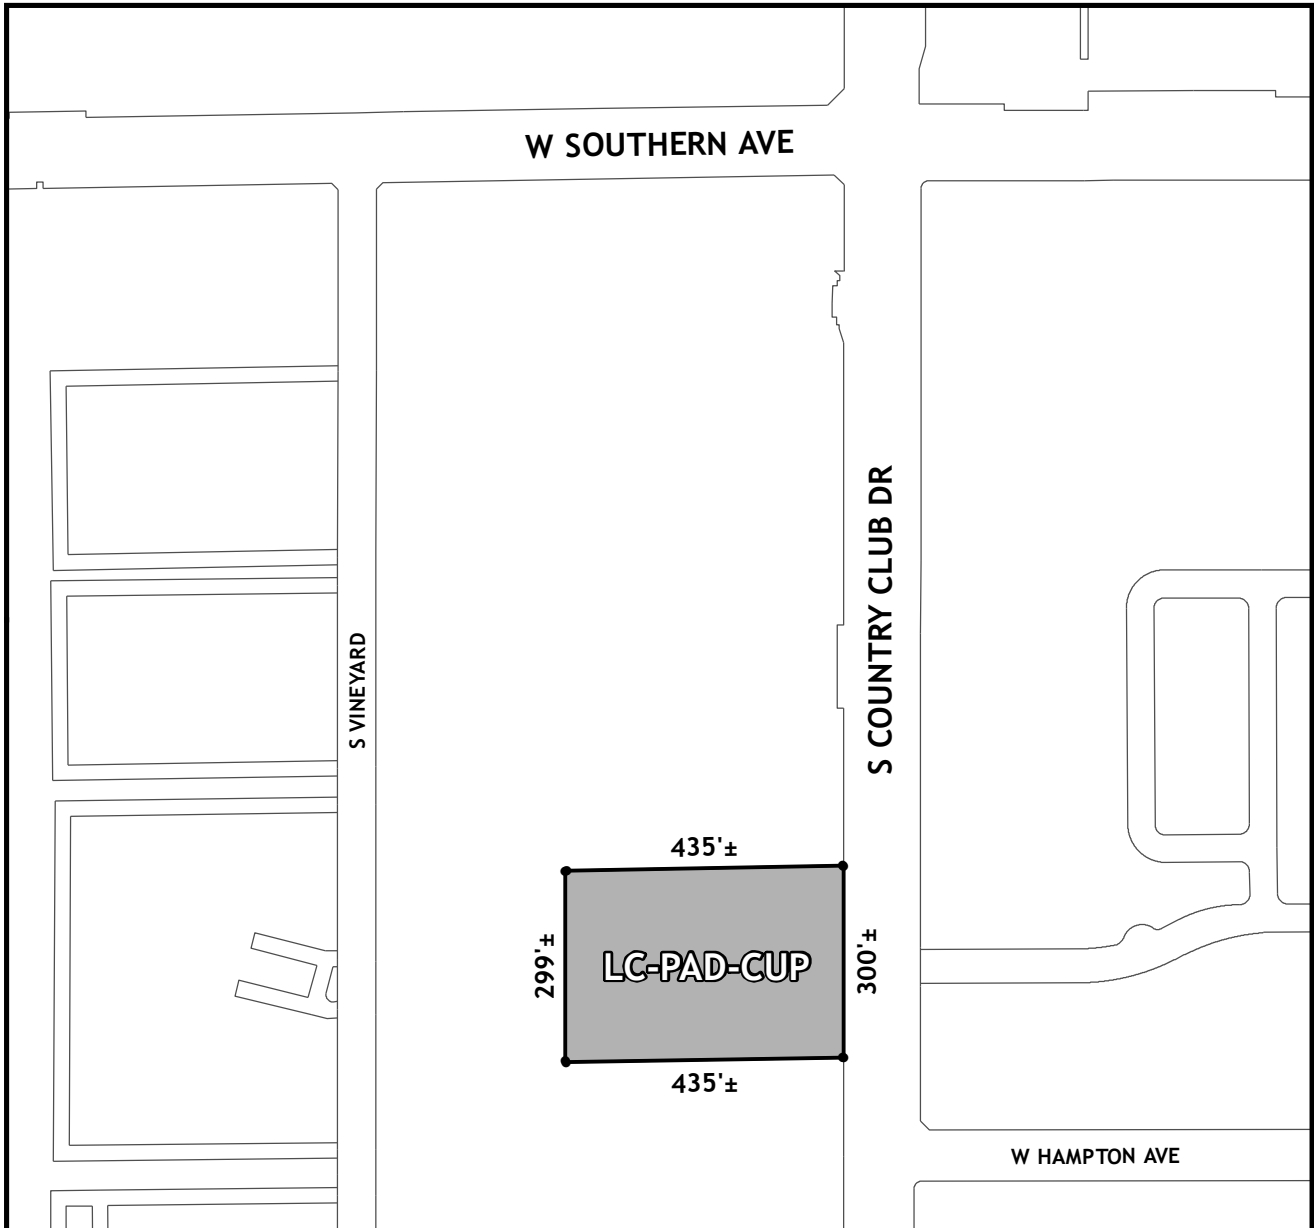 W SOUTHERN AVE
S COUNTRY CLUB DR
S VINEYARD
435'±
299'±
LC-PAD-CUP
300'±
435'±
W HAMPTON AVE